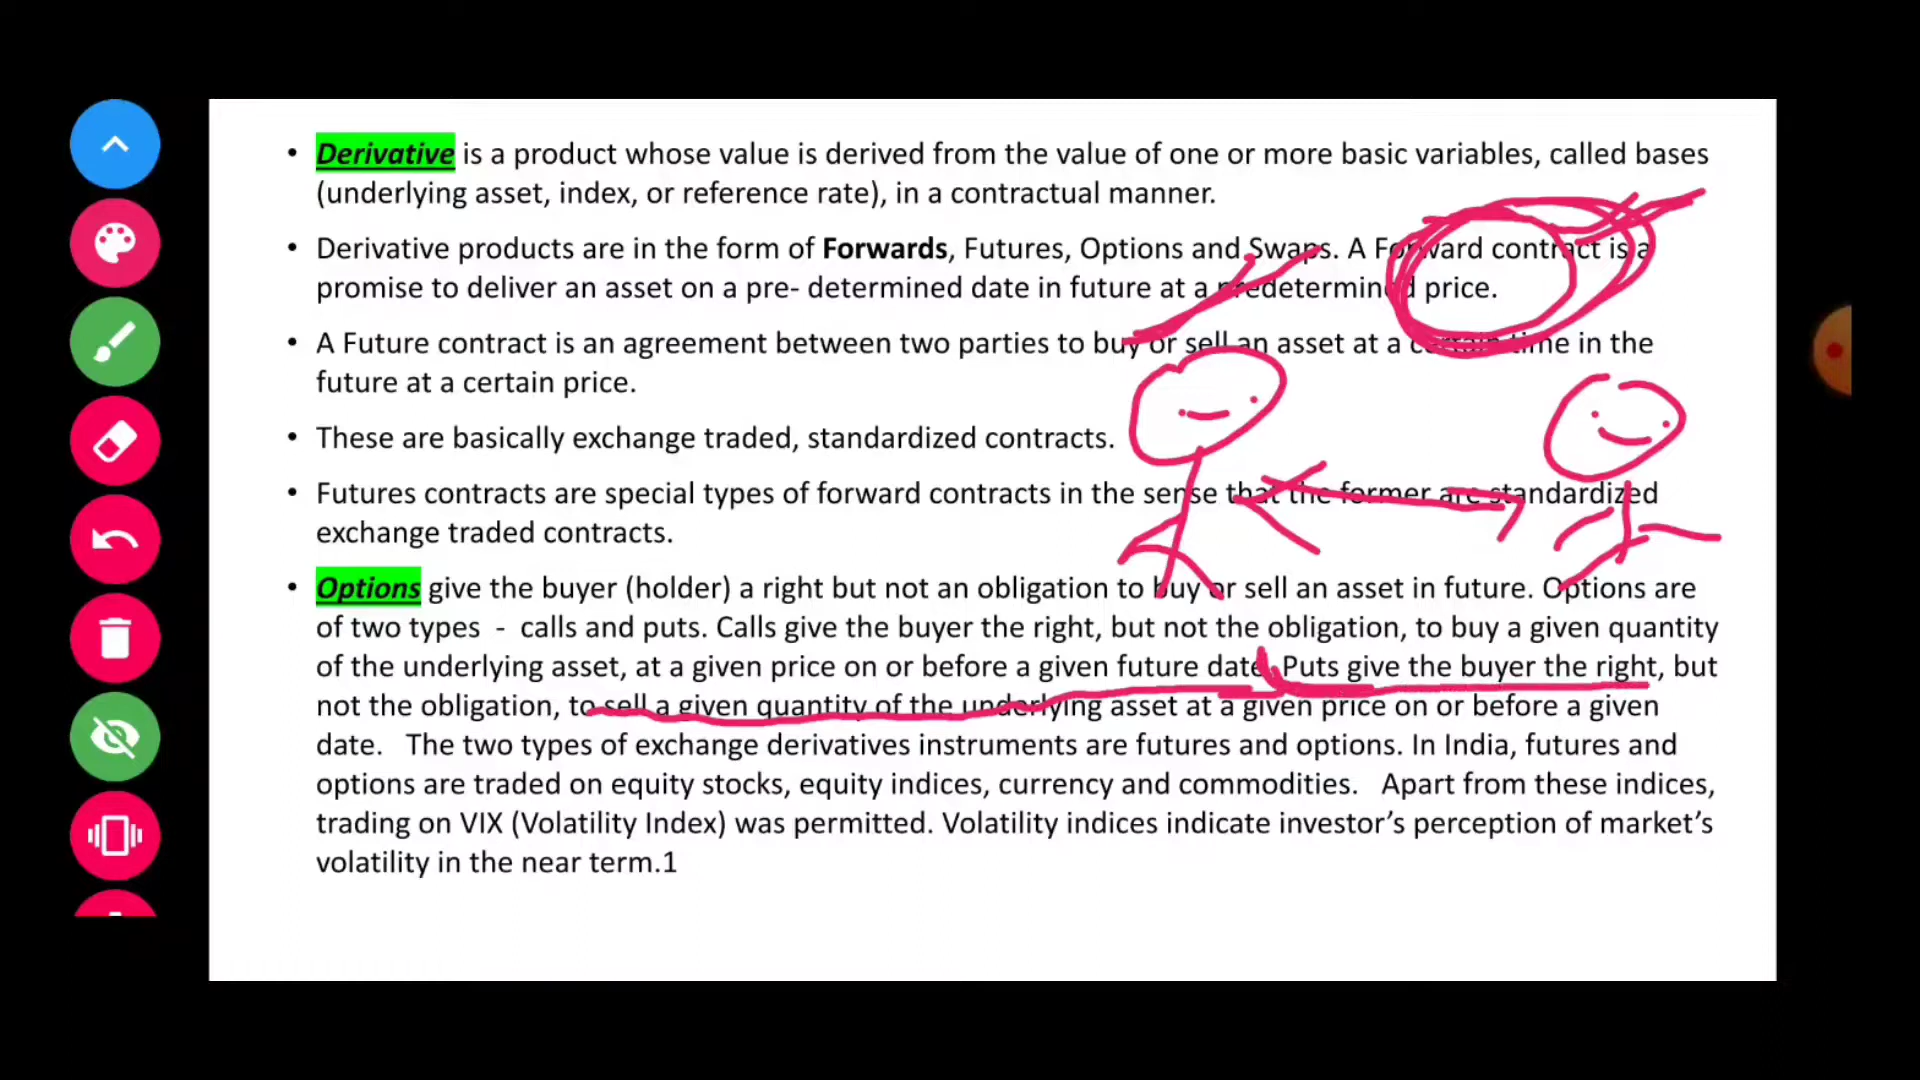 • Derivative is a product whose value is derived from the value of one or more basic variables, called bases
(underlying asset, index, or reference rate), in a contractual manner.
• Derivative products are in the form of Forwards, Futures, Options and Swaps. A Forward contract is a
promise to deliver an asset on a pre- determined date in future at a predetermined price.
• A Future contract is an agreement between two parties to buy or sell an asset at a certain time in the
future at a certain price.
• These are basically exchange traded, standardized contracts.
• Futures contracts are special types of forward contracts in the sense that the former are standardized
exchange traded contracts.
• Options give the buyer (holder) a right but not an obligation to buy or sell an asset in future. Options are
of two types - calls and puts. Calls give the buyer the right, but not the obligation, to buy a given quantity
of the underlying asset, at a given price on or before a given future date. Puts give the buyer the right, but
not the obligation, to sell a given quantity of the underlying asset at a given price on or before a given
date. The two types of exchange derivatives instruments are futures and options. In India, futures and
options are traded on equity stocks, equity indices, currency and commodities. Apart from these indices,
trading on VIX (Volatility Index) was permitted. Volatility indices indicate investor’s perception of market’s
volatility in the near term.1